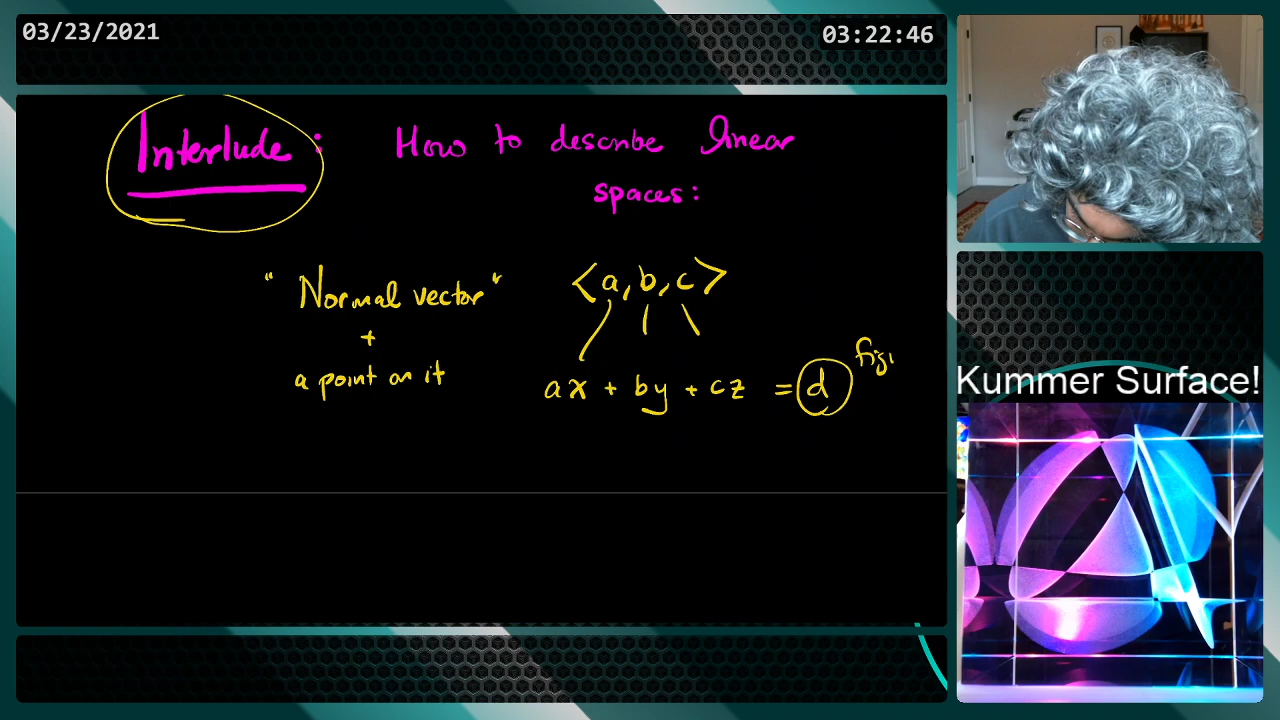 03/23/2021
03:22:46
Interlude: How to describe linear
spaces:
"Normal vector" <a, b, c>
+
a point on it
ax + by + cz = d
Kummer Surface!